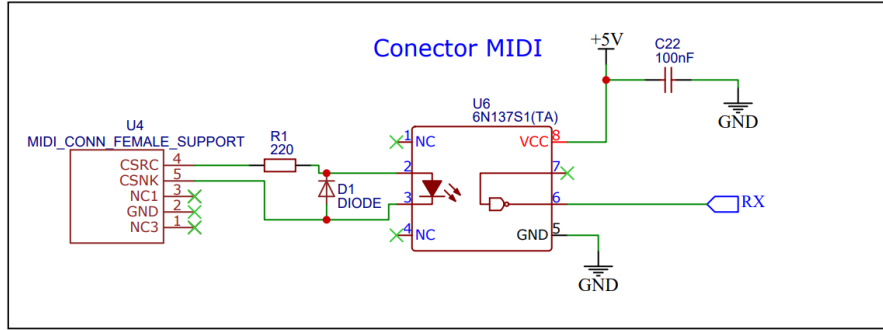 Conector MIDI
+5V
C22
100nF
GND
U4
MIDI_CONN_FEMALE_SUPPORT
CSRC 4
CSNK 5
NC1 3
GND 2
NC3 1
R1
220
D1
DIODE
U6
6N137S1(TA)
1 NC
2
3
4 NC
VCC 8
7
6
GND 5
RX
GND